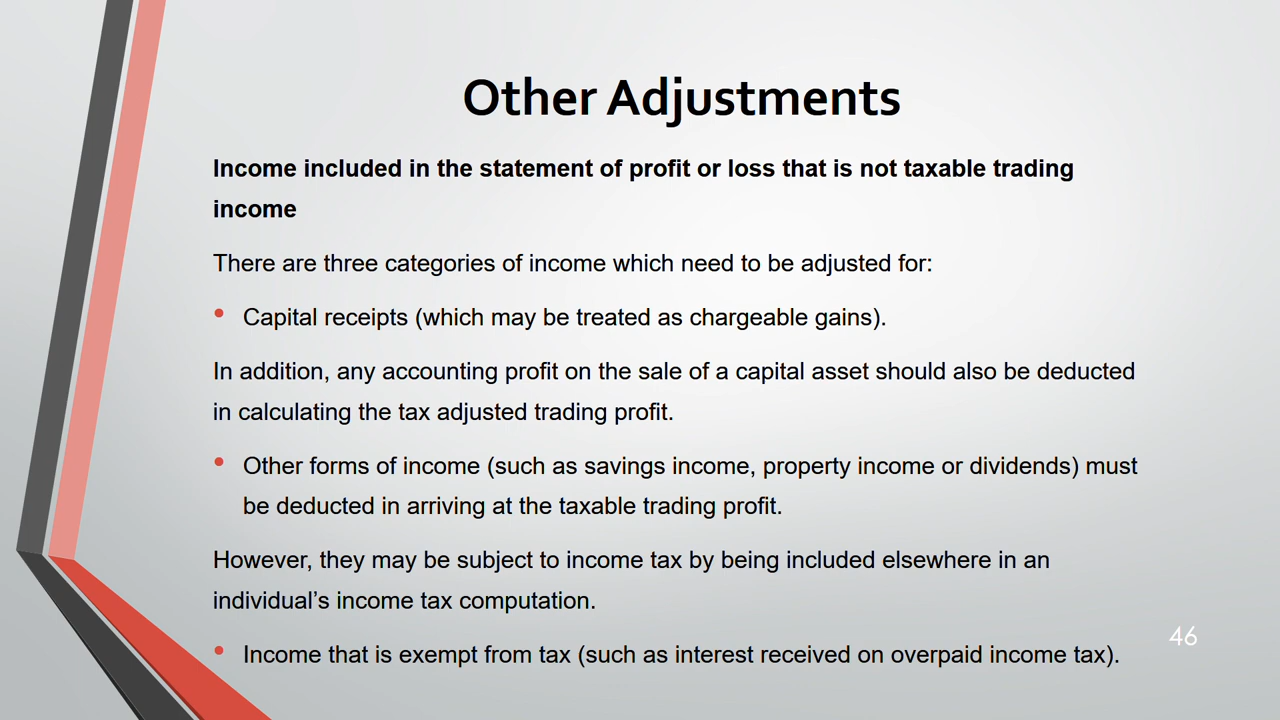 Other Adjustments
Income included in the statement of profit or loss that is not taxable trading
income
There are three categories of income which need to be adjusted for:
• Capital receipts (which may be treated as chargeable gains).
In addition, any accounting profit on the sale of a capital asset should also be deducted
in calculating the tax adjusted trading profit.
• Other forms of income (such as savings income, property income or dividends) must
be deducted in arriving at the taxable trading profit.
However, they may be subject to income tax by being included elsewhere in an
individual’s income tax computation.
46
• Income that is exempt from tax (such as interest received on overpaid income tax).